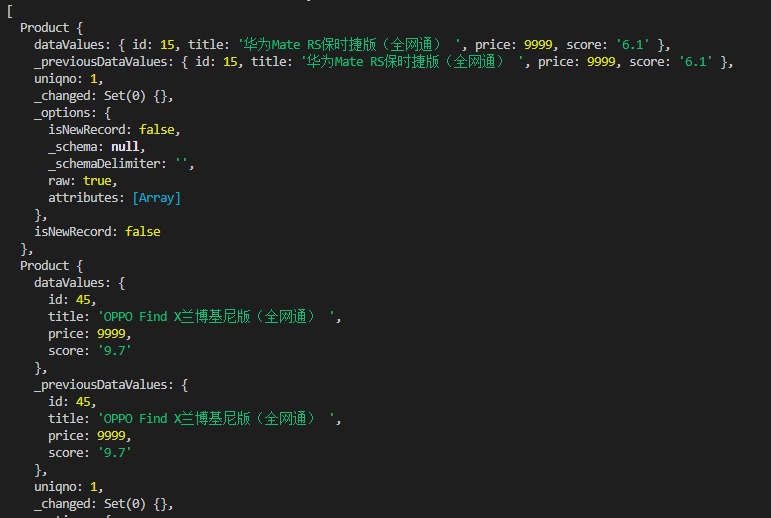 [
Product {
dataValues: { id: 15, title: '华为Mate RS保时捷版（全网通） ', price: 9999, score: '6.1' },
_previousDataValues: { id: 15, title: '华为Mate RS保时捷版（全网通） ', price: 9999, score: '6.1' },
uniqno: 1,
_changed: Set(0) {},
_options: {
isNewRecord: false,
_schema: null,
_schemaDelimiter: '',
raw: true,
attributes: [Array]
},
isNewRecord: false
},
Product {
dataValues: {
id: 45,
title: 'OPPO Find X兰博基尼版（全网通） ',
price: 9999,
score: '9.7'
},
_previousDataValues: {
id: 45,
title: 'OPPO Find X兰博基尼版（全网通） ',
price: 9999,
score: '9.7'
},
uniqno: 1,
_changed: Set(0) {},